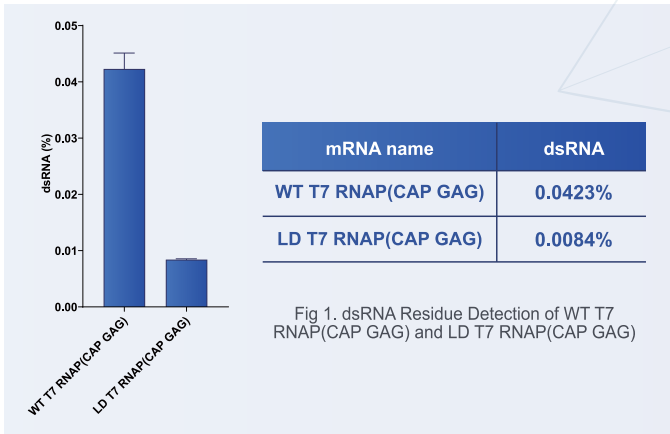 0.05
0.04
0.03
0.02
0.01
0.00
dsRNA (%)
WT T7 RNAP(CAP GAG)
LD T7 RNAP(CAP GAG)
mRNA name dsRNA
WT T7 RNAP(CAP GAG) 0.0423%
LD T7 RNAP(CAP GAG) 0.0084%
Fig 1. dsRNA Residue Detection of WT T7
RNAP(CAP GAG) and LD T7 RNAP(CAP GAG)